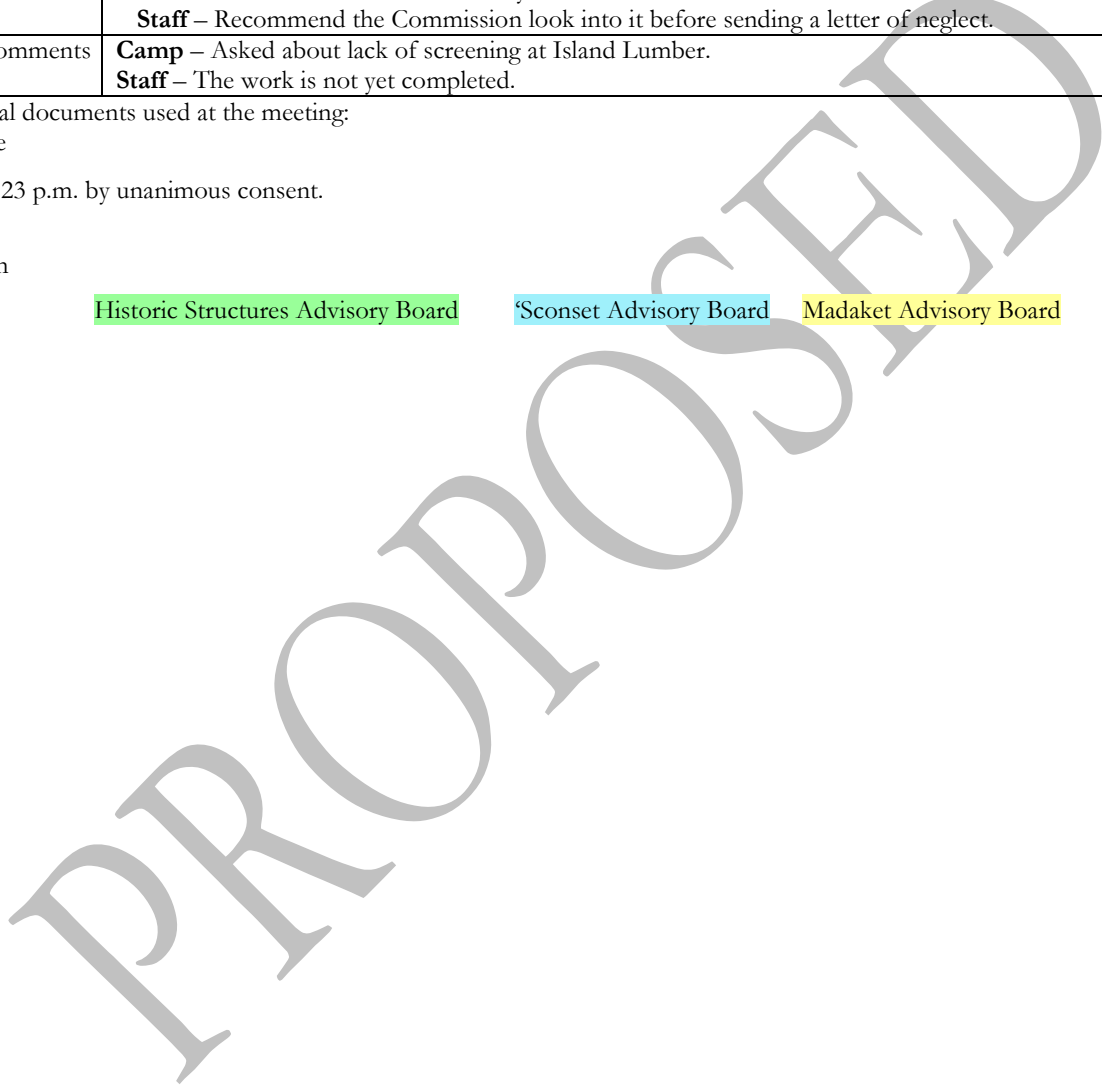 Staff – Recommend the Commission look into it before sending a letter of neglect.
omments Camp – Asked about lack of screening at Island Lumber.
Staff – The work is not yet completed.
al documents used at the meeting:
e
23 p.m. by unanimous consent.
n
Historic Structures Advisory Board ‘Sconset Advisory Board Madaket Advisory Board
PROPOSED